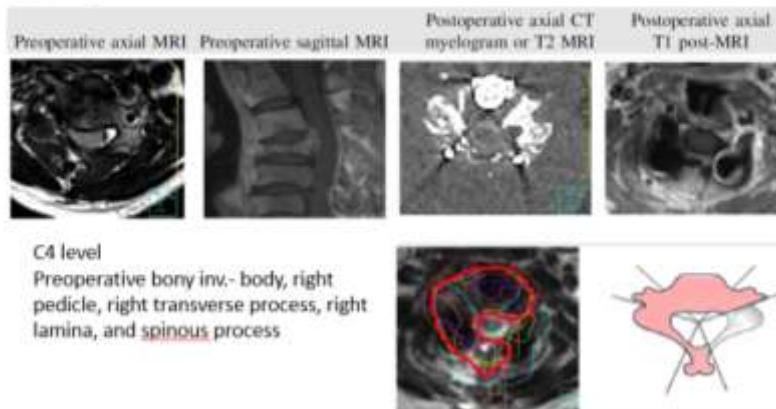 Preoperative axial MRI
Preoperative sagittal MRI
Postoperative axial CT
myelogram or T2 MRI
Postoperative axial
T1 post-MRI
C4 level
Preoperative bony inv.- body, right
pedicle, right transverse process, right
lamina, and spinous process